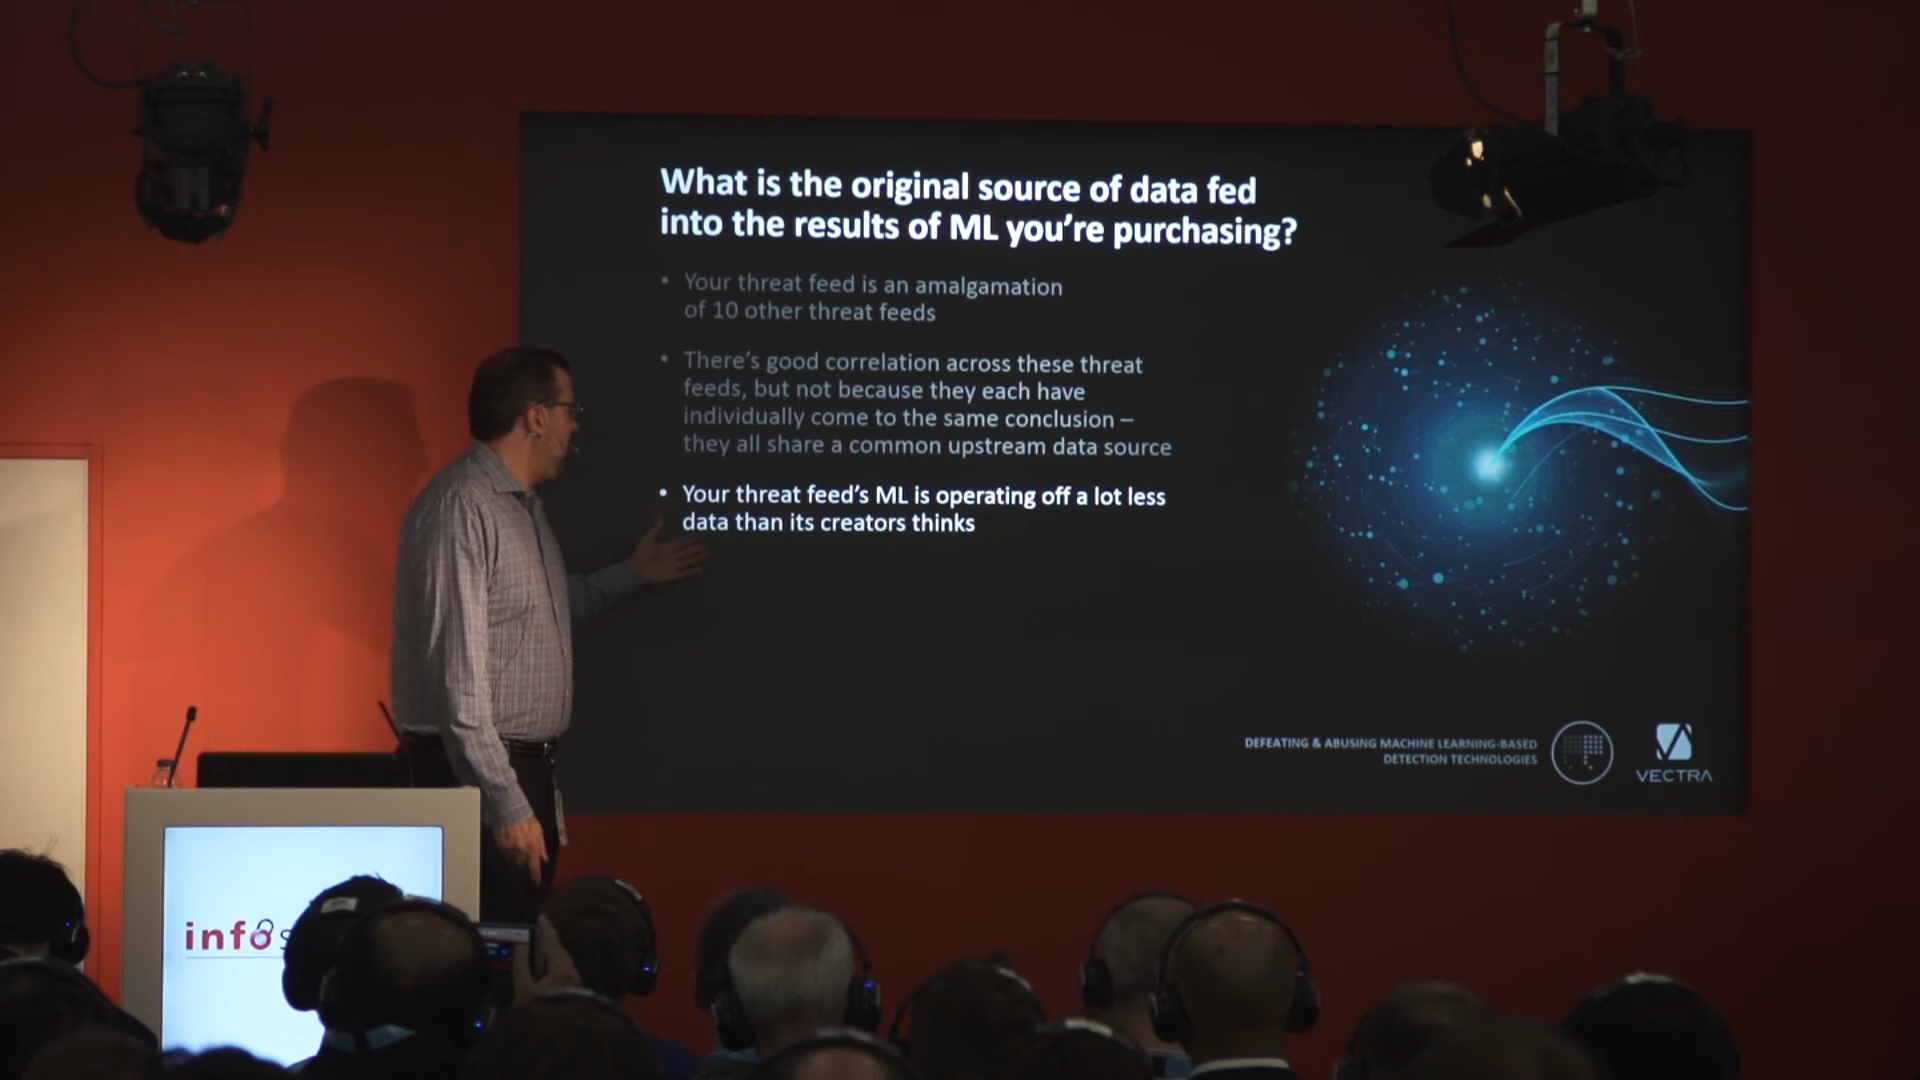 What is the original source of data fed
into the results of ML you're purchasing?
• Your threat feed is an amalgamation
of 10 other threat feeds
• There's good correlation across these threat
feeds, but not because they each have
individually come to the same conclusion –
they all share a common upstream data source
• Your threat feed's ML is operating off a lot less
data than its creators thinks
DEFEATING & ABUSING MACHINE LEARNING-BASED
DETECTION TECHNOLOGIES
VECTRA
infos